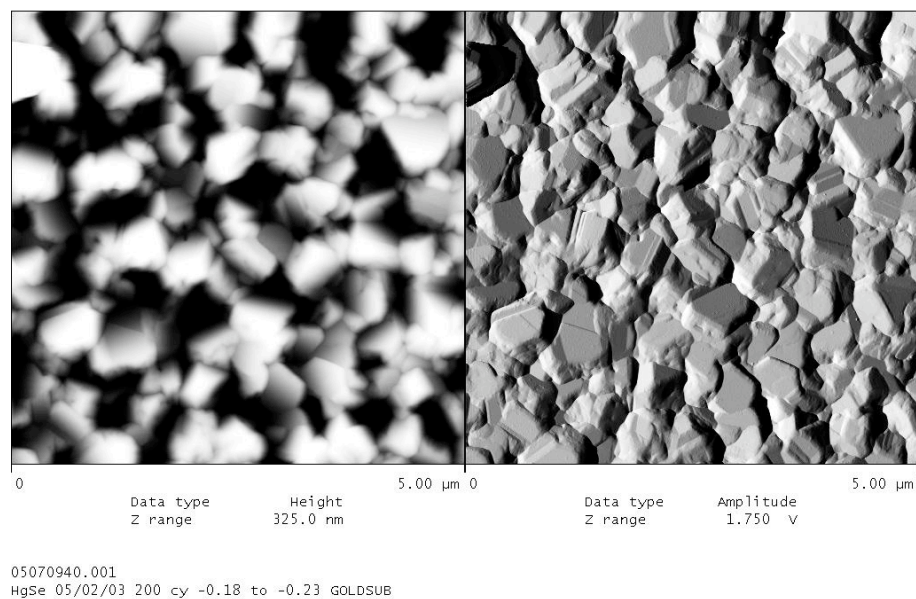 0 5.00 µm 0 5.00 µm
Data type Height Data type Amplitude
Z range 325.0 nm Z range 1.750 V
05070940.001
HgSe 05/02/03 200 cy -0.18 to -0.23 GOLDSUB